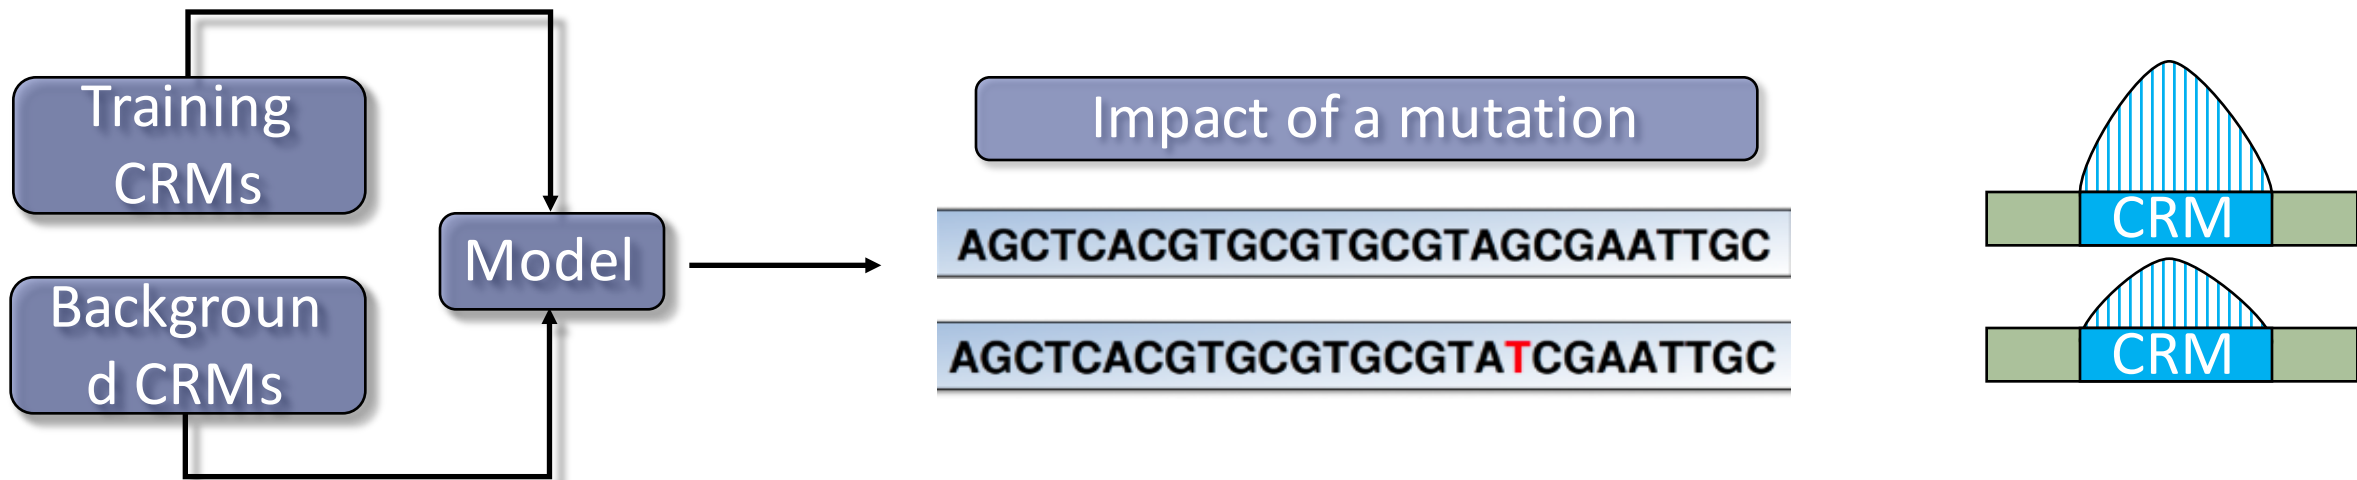 Training
CRMs
Backgroun
d CRMs
Model
Impact of a mutation
AGCTCACGTGCGTGCGTAGCGAATTGC
AGCTCACGTGCGTGCGTATCGAATTGC
CRM
CRM